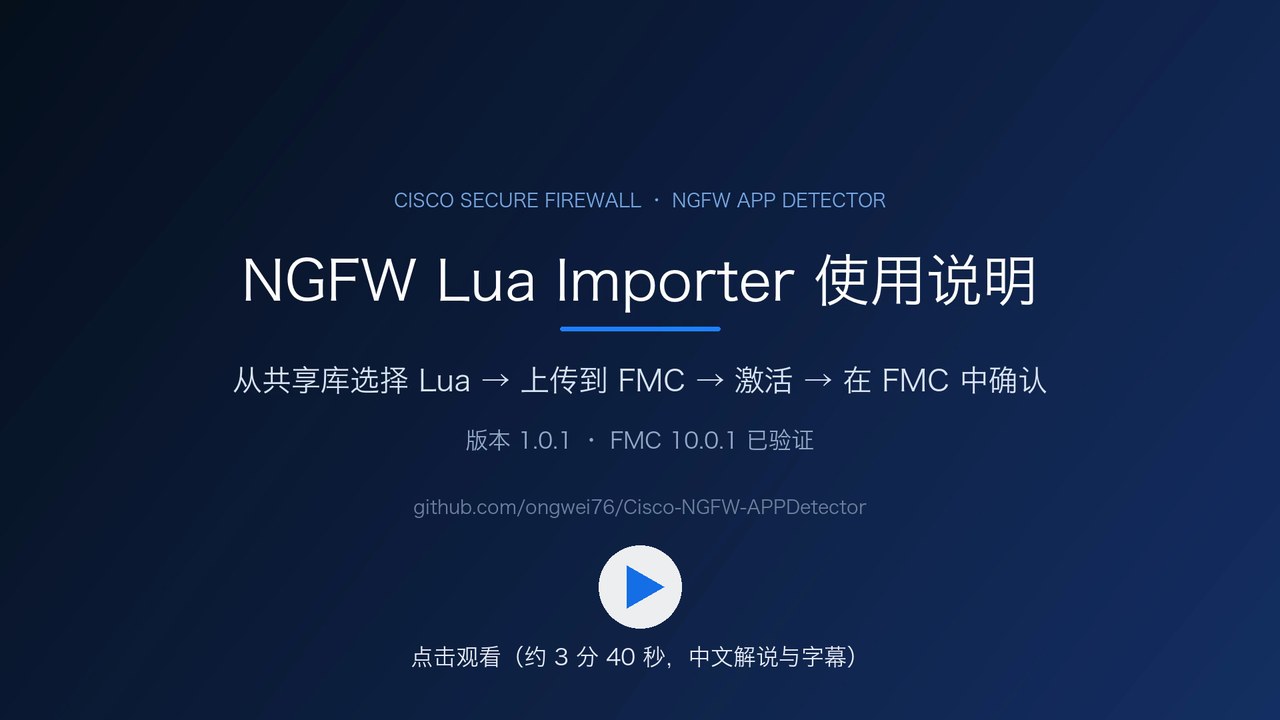 CISCO SECURE FIREWALL · NGFW APP DETECTOR
NGFW Lua Importer 使用说明
从共享库选择 Lua → 上传到 FMC → 激活 → 在 FMC 中确认
版本 1.0.1 · FMC 10.0.1 已验证
github.com/ongwei76/Cisco-NGFW-APPDetector
点击观看（约 3 分 40 秒，中文解说与字幕）